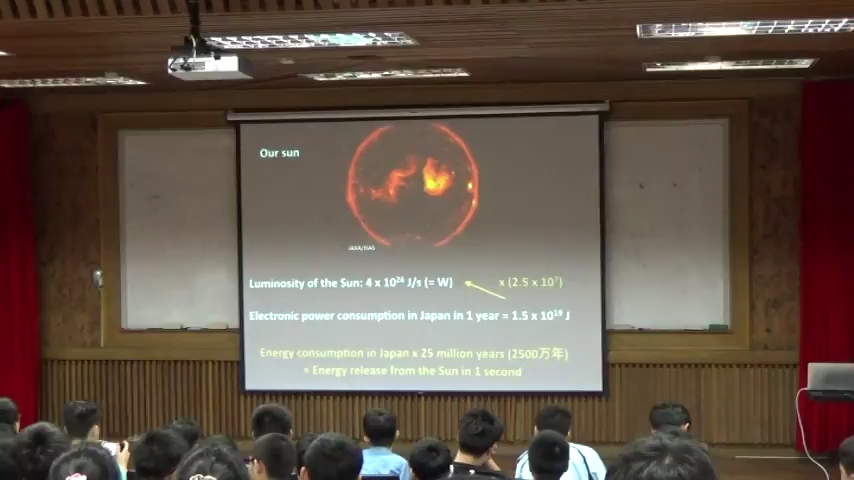 Our sun
JAXA/ISAS
Luminosity of the Sun: 4 x 10²⁶ J/s (= W) x (2.5 x 10⁷)
Electronic power consumption in Japan in 1 year = 1.5 x 10¹⁹ J
Energy consumption in Japan x 25 million years (2500万年)
= Energy release from the Sun in 1 second